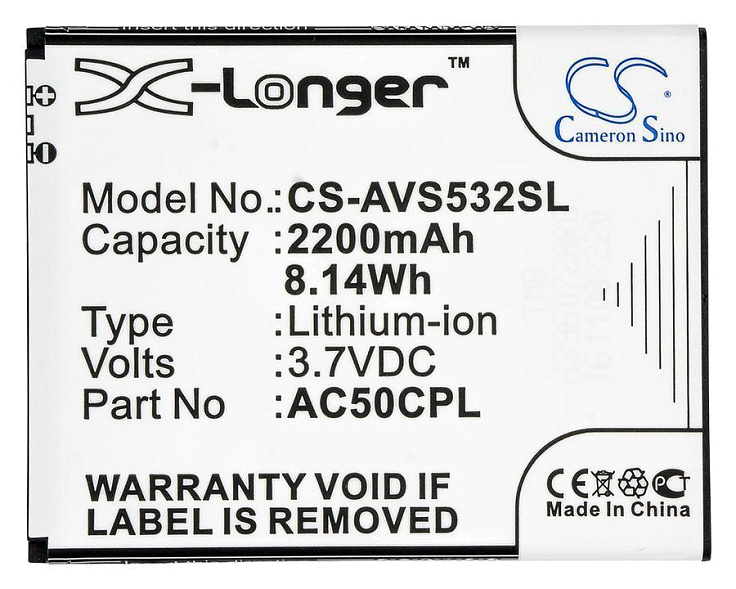 X-Longer™
CS ®
Cameron Sino
Model No.:CS-AVS532SL
Capacity :2200mAh
8.14Wh
Type :Lithium-ion
Volts :3.7VDC
Part No :AC50CPL
WARRANTY VOID IF
LABEL IS REMOVED
CE PCT
Made In China